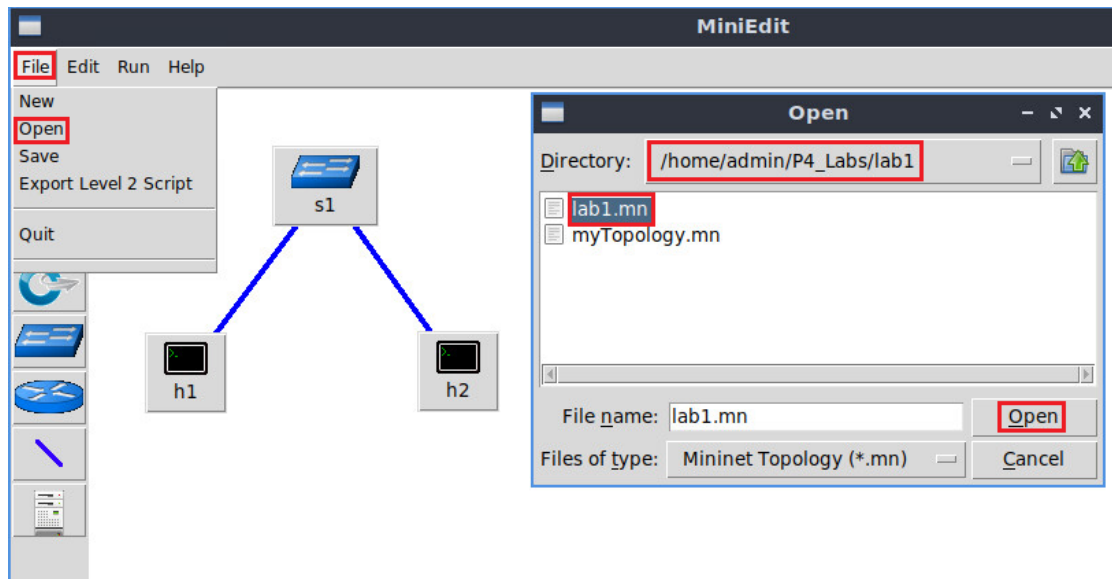 MiniEdit
File Edit Run Help
New
Open
Save
Export Level 2 Script
Quit
s1
h1
h2
Open
Directory: /home/admin/P4_Labs/lab1
lab1.mn
myTopology.mn
File name: lab1.mn Open
Files of type: Mininet Topology (*.mn) Cancel